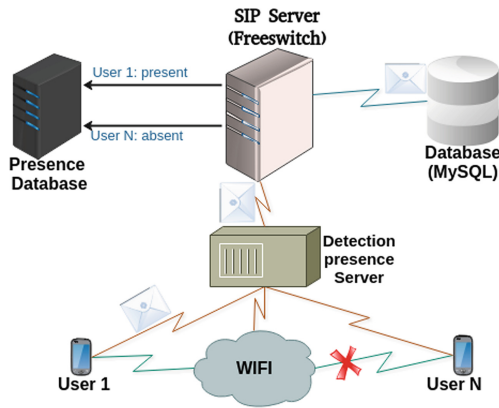 SIP Server
(Freeswitch)
User 1: present
User N: absent
Presence
Database
Database
(MySQL)
Detection
presence
Server
WIFI
User 1
User N